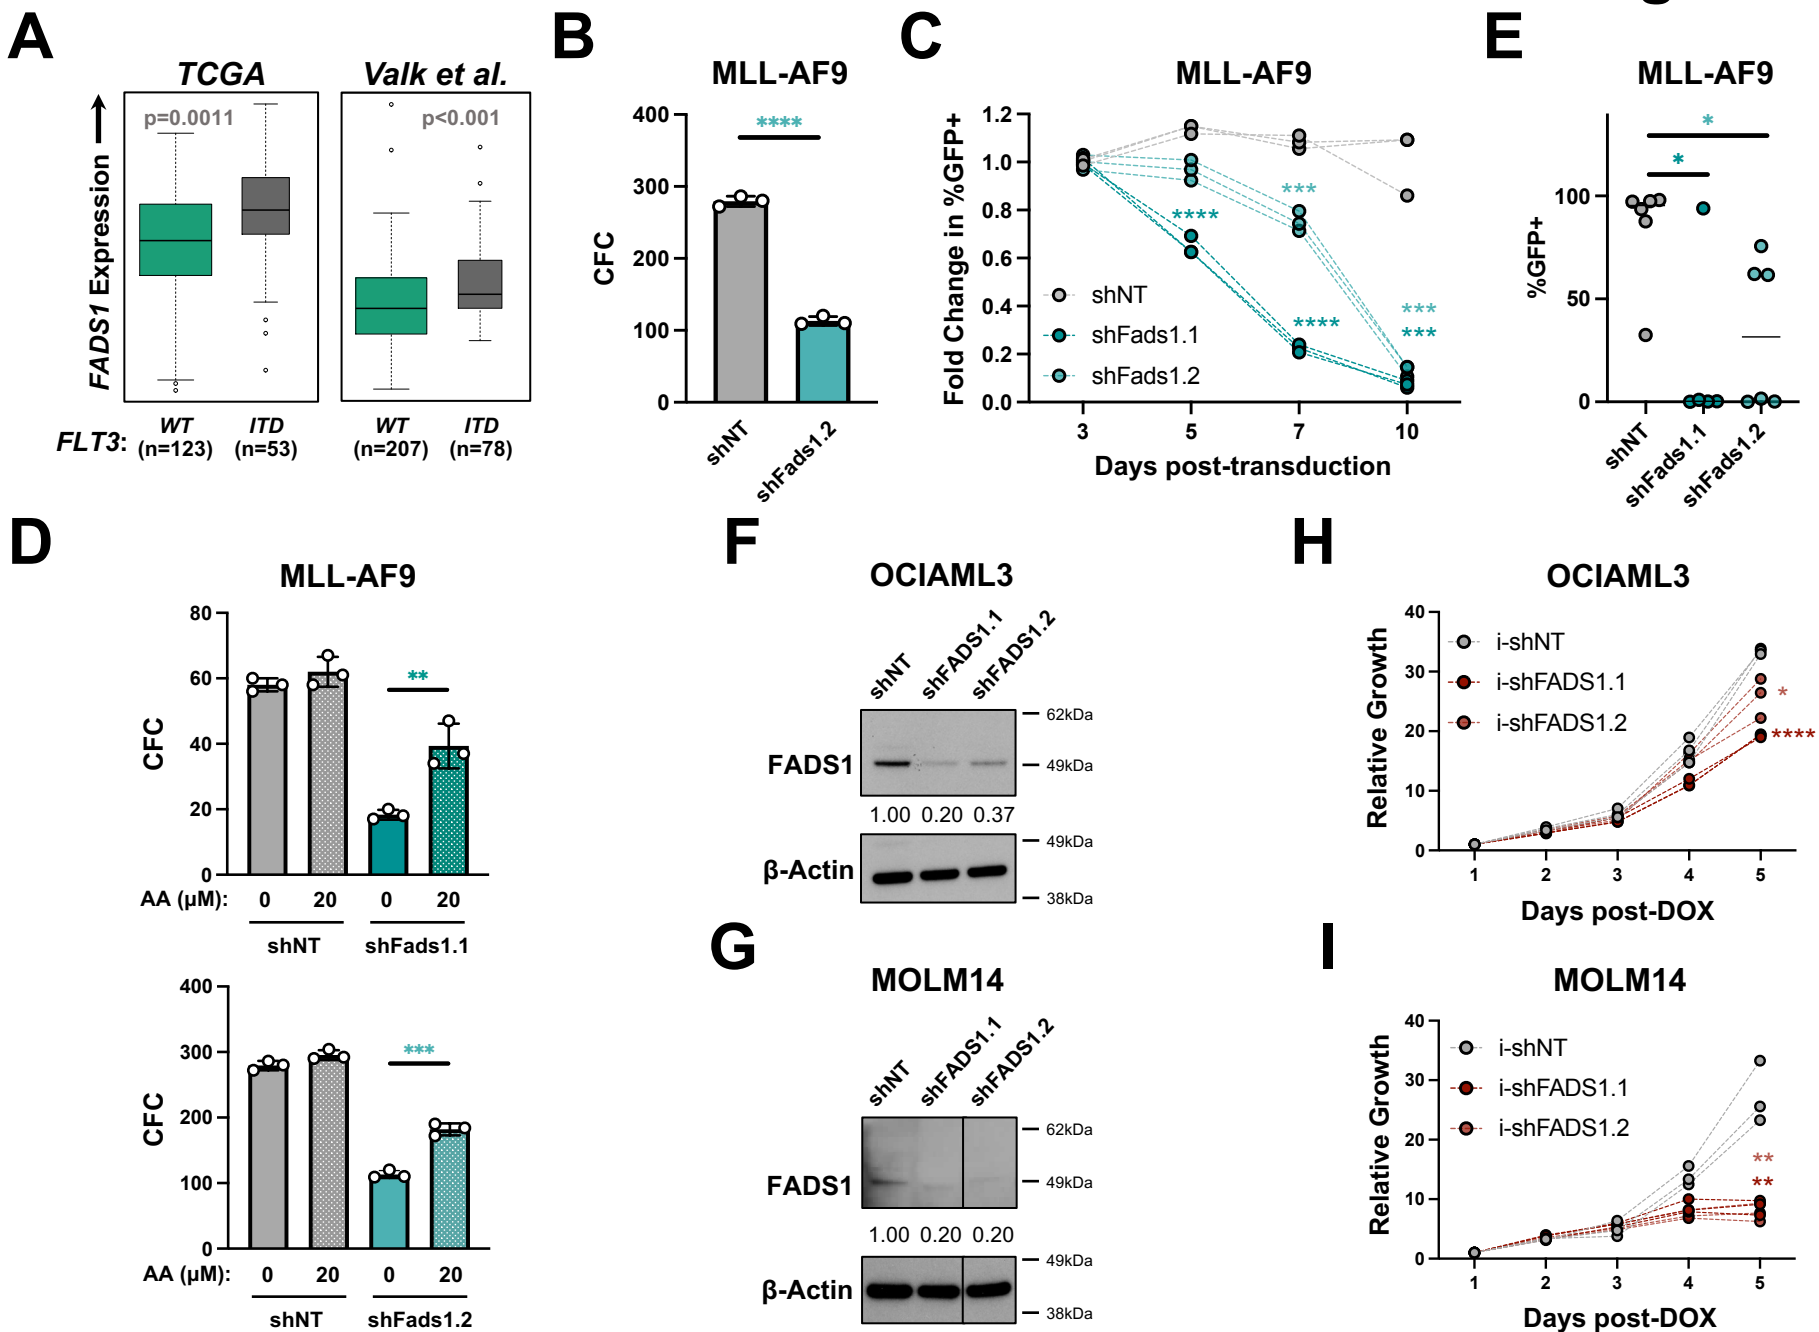 A
TCGA
Valk et al.
p=0.0011
p<0.001
FADS1 Expression
FLT3:
WT
ITD
WT
ITD
(n=123)
(n=53)
(n=207)
(n=78)
B
MLL-AF9
400
300
200
100
0
CFC
****
shNT
shFads1.2
C
MLL-AF9
1.2
1.0
0.8
0.6
0.4
0.2
0.0
Fold Change in %GFP+
****
***
****
***
***
shNT
shFads1.1
shFads1.2
3
5
7
10
Days post-transduction
E
MLL-AF9
*
*
100
50
0
%GFP+
shNT
shFads1.1
shFads1.2
D
MLL-AF9
80
60
40
20
0
CFC
**
AA (µM):
0
20
0
20
shNT
shFads1.1
400
300
200
100
0
CFC
***
AA (µM):
0
20
0
20
shNT
shFads1.2
F
OCIAML3
shNT
shFADS1.1
shFADS1.2
62kDa
FADS1
49kDa
1.00 0.20 0.37
49kDa
β-Actin
38kDa
G
MOLM14
shNT
shFADS1.1
shFADS1.2
62kDa
FADS1
49kDa
1.00 0.20 0.20
49kDa
β-Actin
38kDa
H
OCIAML3
40
30
20
10
0
Relative Growth
i-shNT
i-shFADS1.1
i-shFADS1.2
*
****
1
2
3
4
5
Days post-DOX
I
MOLM14
40
30
20
10
0
Relative Growth
i-shNT
i-shFADS1.1
i-shFADS1.2
**
**
1
2
3
4
5
Days post-DOX